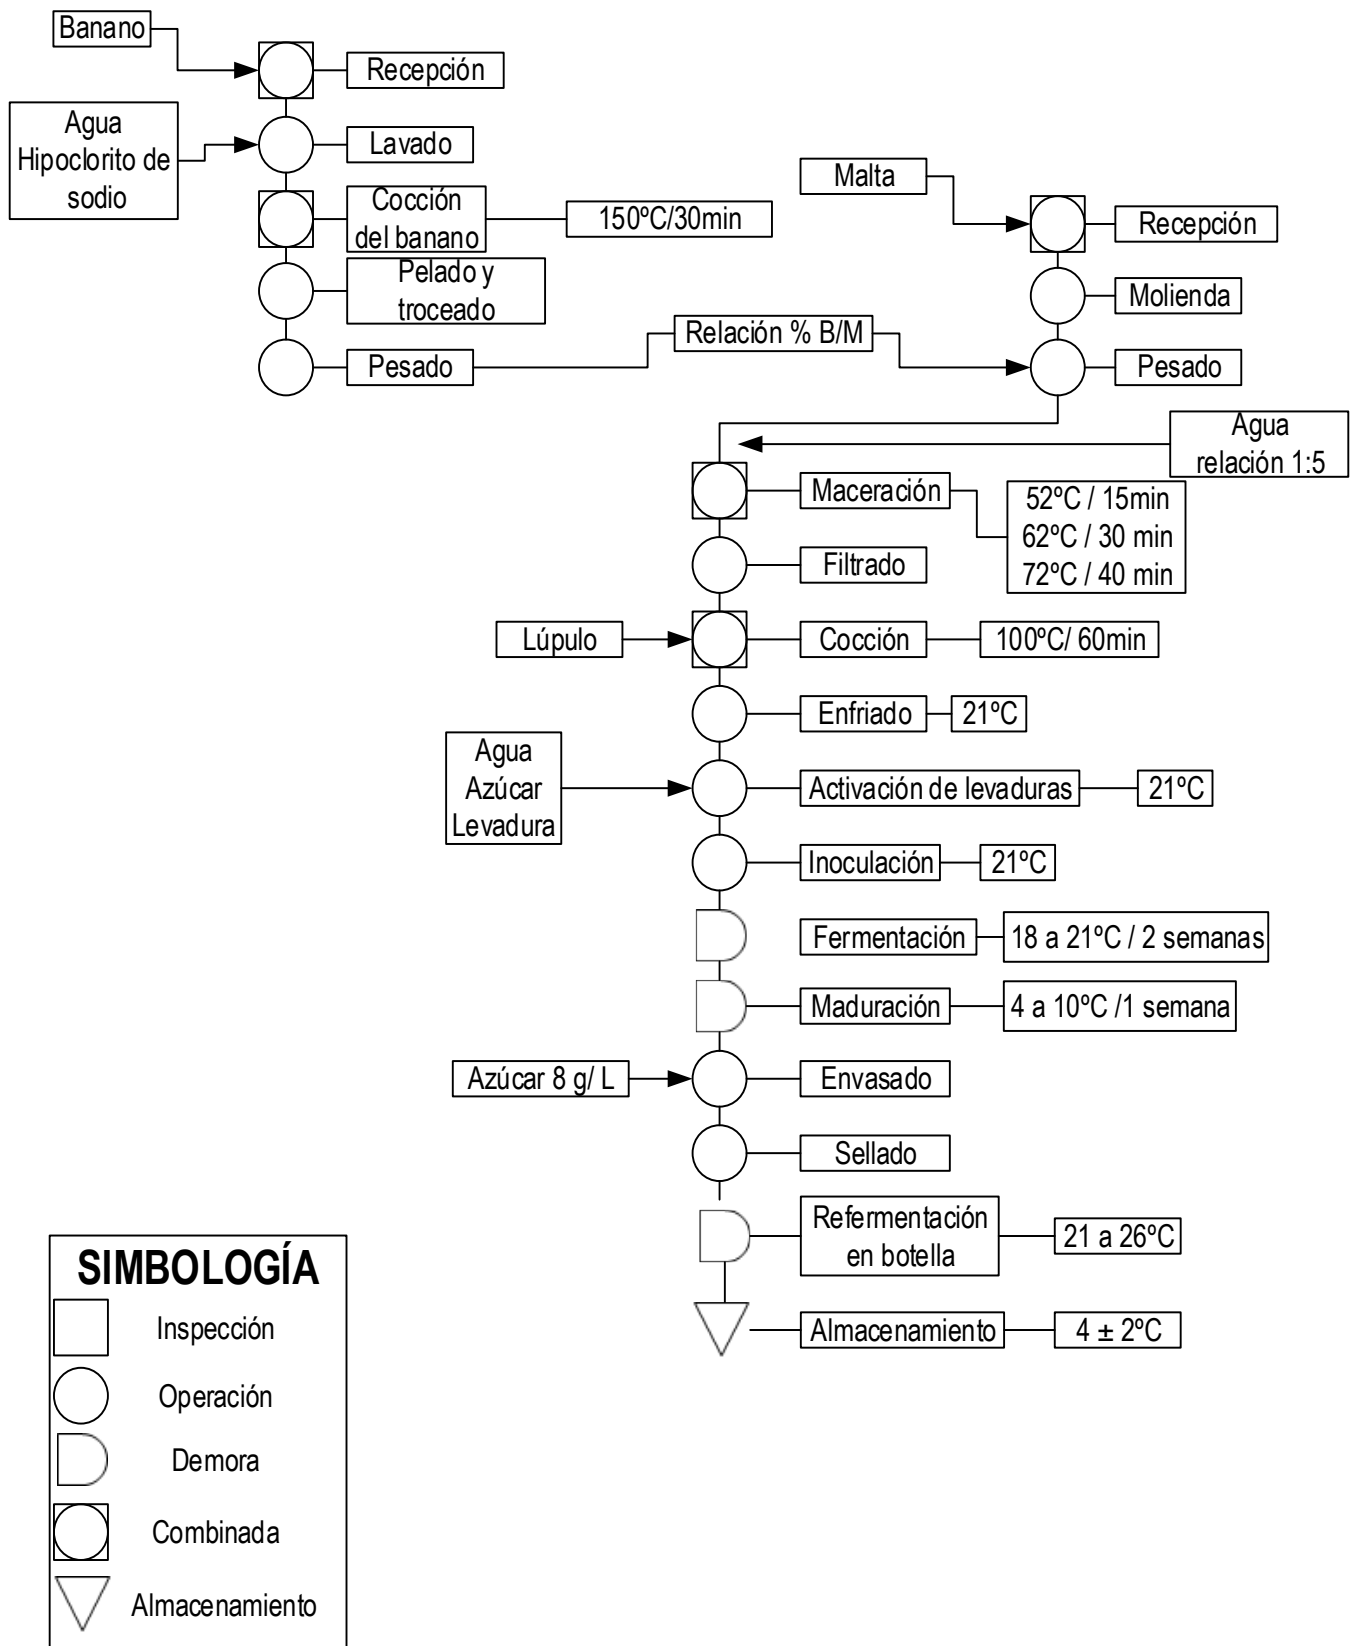 Banano
Recepción
Agua
Hipoclorito de
sodio
Lavado
Cocción
del banano
150ºC/30min
Pelado y
troceado
Pesado
Relación % B/M
Malta
Recepción
Molienda
Pesado
Agua
relación 1:5
Maceración
52ºC / 15min
62ºC / 30 min
72ºC / 40 min
Filtrado
Lúpulo
Cocción
100ºC/ 60min
Enfriado
21ºC
Agua
Azúcar
Levadura
Activación de levaduras
21ºC
Inoculación
21ºC
Fermentación
18 a 21ºC / 2 semanas
Maduración
4 a 10ºC /1 semana
Azúcar 8 g/ L
Envasado
Sellado
Refermentación
en botella
21 a 26ºC
Almacenamiento
4 ± 2ºC
SIMBOLOGÍA
Inspección
Operación
Demora
Combinada
Almacenamiento